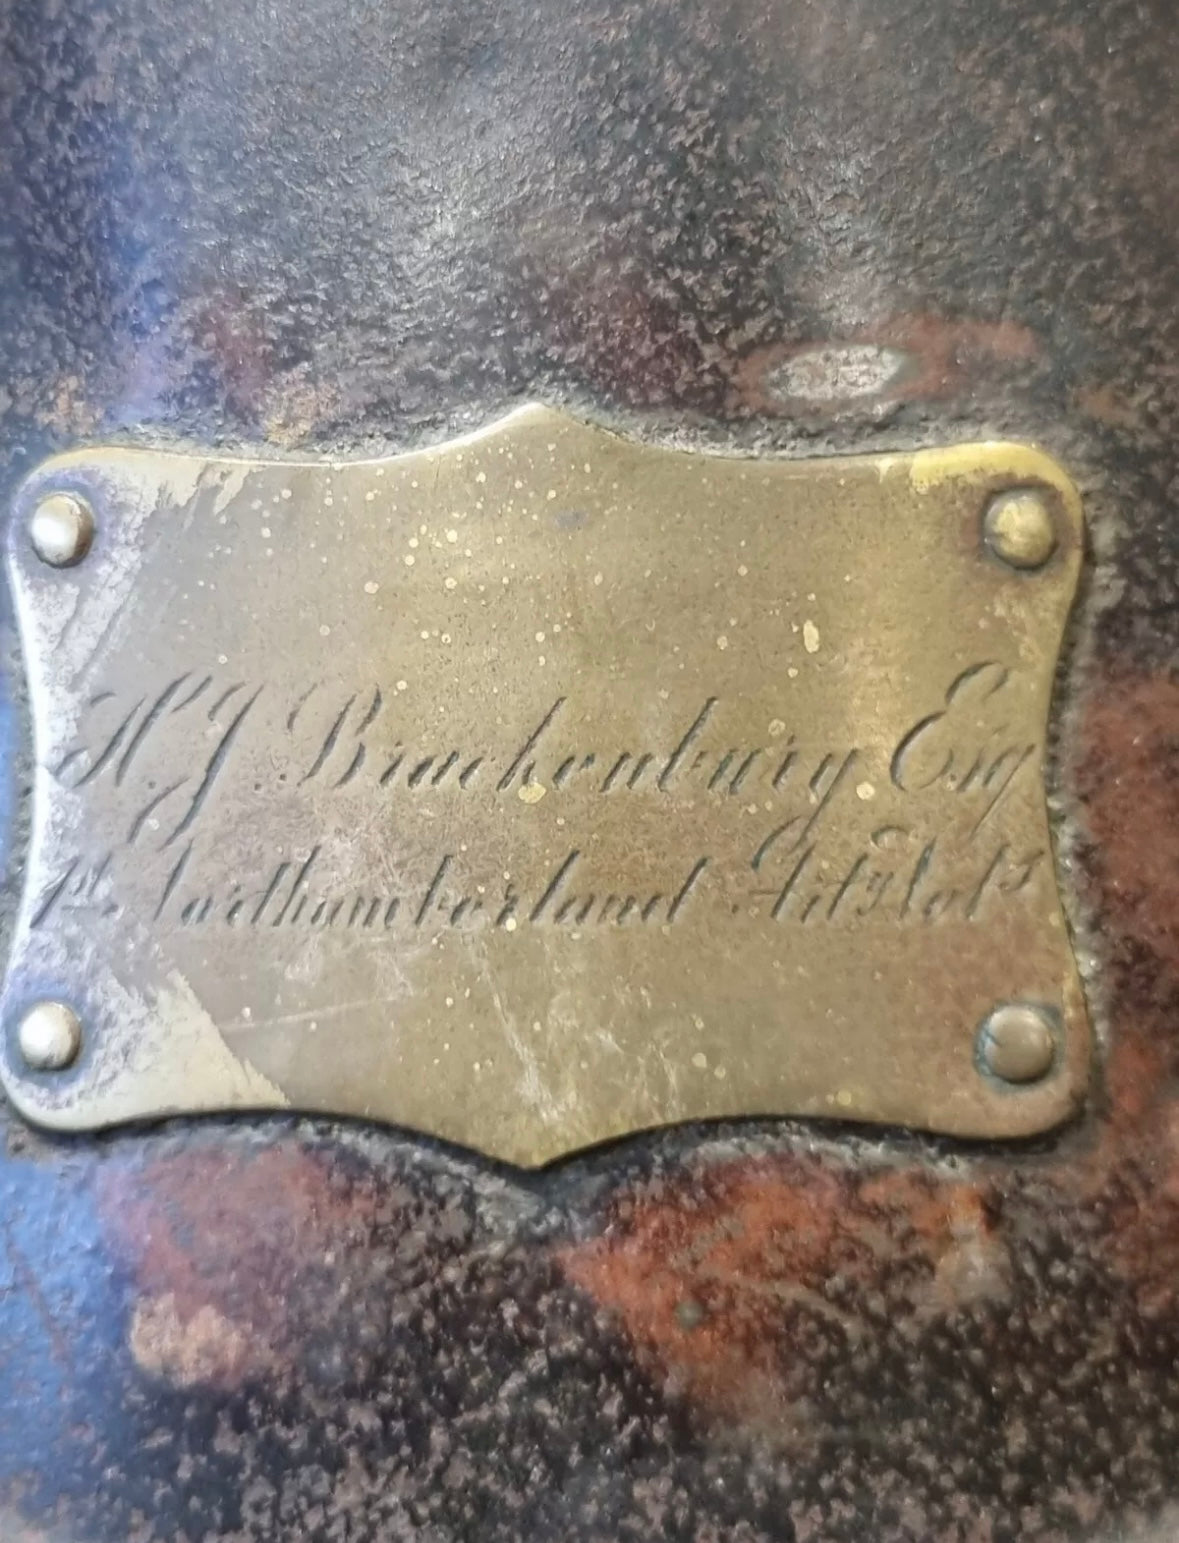 H J Brackenbury Esq
1st Northumberland Arty Vols